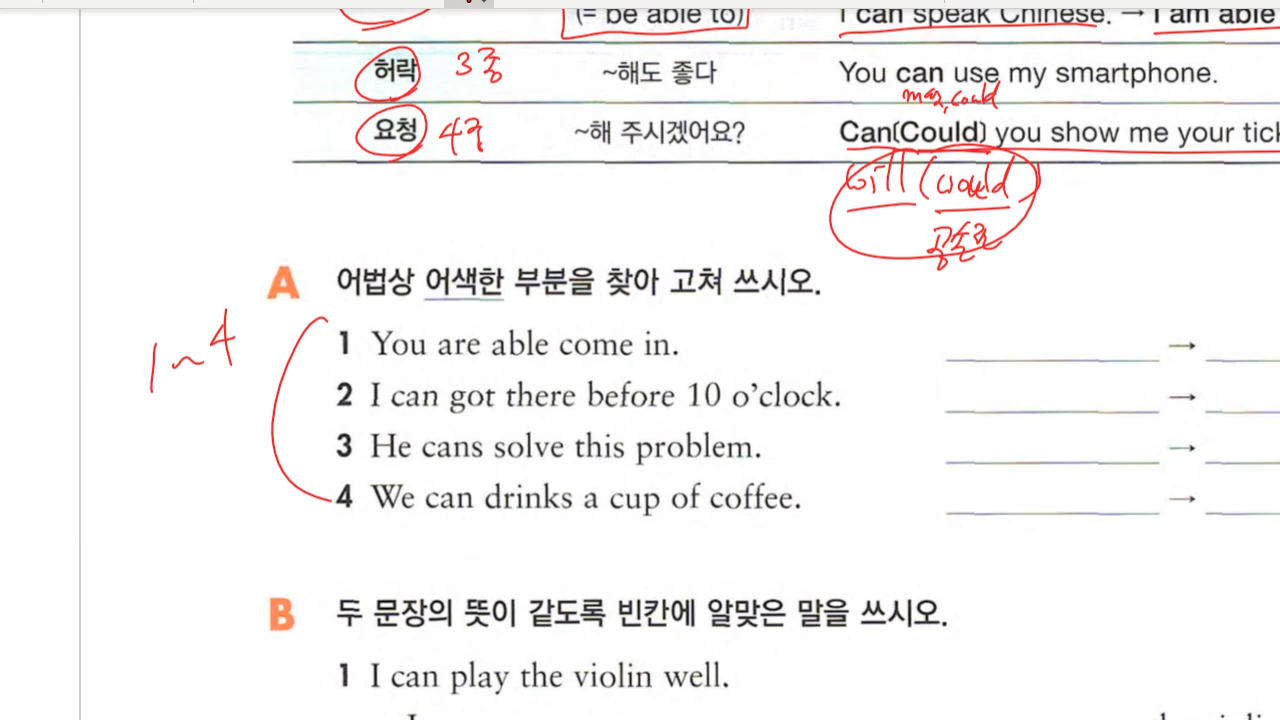 (= be able to) I can speak Chinese. → I am able
허락 3종 ~해도 좋다 You can use my smartphone.
may, could
요청 ~해 주시겠어요? Can(Could) you show me your tick
will (would
공손표
A 어법상 어색한 부분을 찾아 고쳐 쓰시오.
1~4
1 You are able come in. →
2 I can got there before 10 o'clock. →
3 He cans solve this problem. →
4 We can drinks a cup of coffee. →
B 두 문장의 뜻이 같도록 빈칸에 알맞은 말을 쓰시오.
1 I can play the violin well.